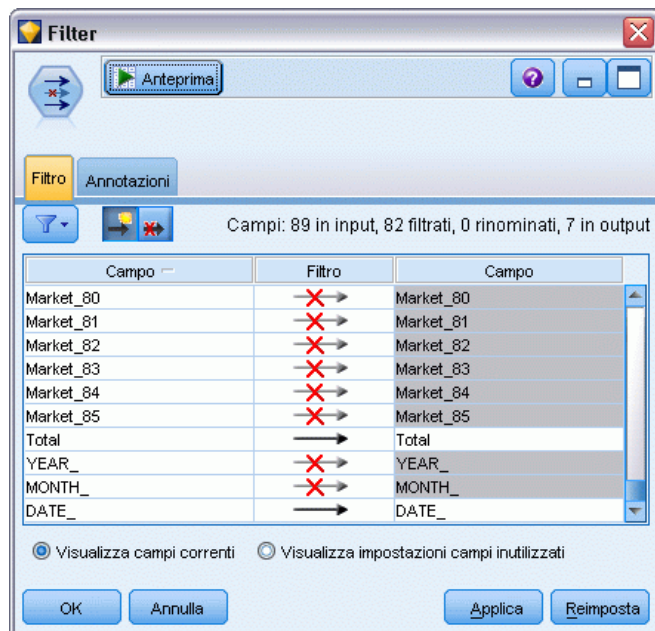 Filter
Anteprima
Filtro Annotazioni
Campi: 89 in input, 82 filtrati, 0 rinominati, 7 in output
Campo Filtro Campo
Market_80 Market_80
Market_81 Market_81
Market_82 Market_82
Market_83 Market_83
Market_84 Market_84
Market_85 Market_85
Total Total
YEAR_ YEAR_
MONTH_ MONTH_
DATE_ DATE_
Visualizza campi correnti Visualizza impostazioni campi inutilizzati
OK Annulla Applica Reimposta